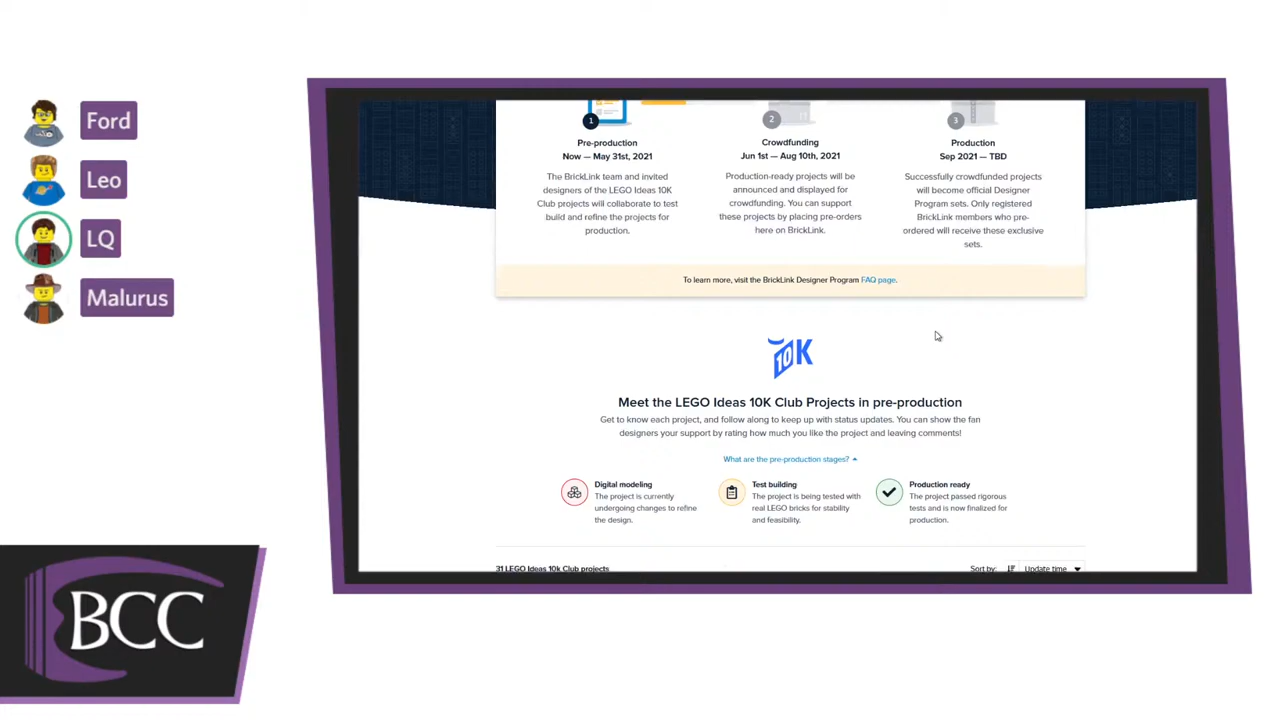 Ford
Leo
LQ
Malurus
BCC
1
Pre-production
Now — May 31st, 2021
The BrickLink team and invited
designers of the LEGO Ideas 10K
Club projects will collaborate to test
build and refine the projects for
production.
2
Crowdfunding
Jun 1st — Aug 10th, 2021
Production-ready projects will be
announced and displayed for
crowdfunding. You can support
these projects by placing pre-orders
here on BrickLink.
3
Production
Sep 2021 — TBD
Successfully crowdfunded projects
will become official Designer
Program sets. Only registered
BrickLink members who pre-
ordered will receive these exclusive
sets.
To learn more, visit the BrickLink Designer Program FAQ page.
10K
Meet the LEGO Ideas 10K Club Projects in pre-production
Get to know each project, and follow along to keep up with status updates. You can show the fan
designers your support by rating how much you like the project and leaving comments!
What are the pre-production stages?
Digital modeling
The project is currently
undergoing changes to refine
the design.
Test building
The project is being tested with
real LEGO bricks for stability
and feasibility.
Production ready
The project passed rigorous
tests and is now finalized for
production.
31 LEGO Ideas 10k Club projects
Sort by: Update time